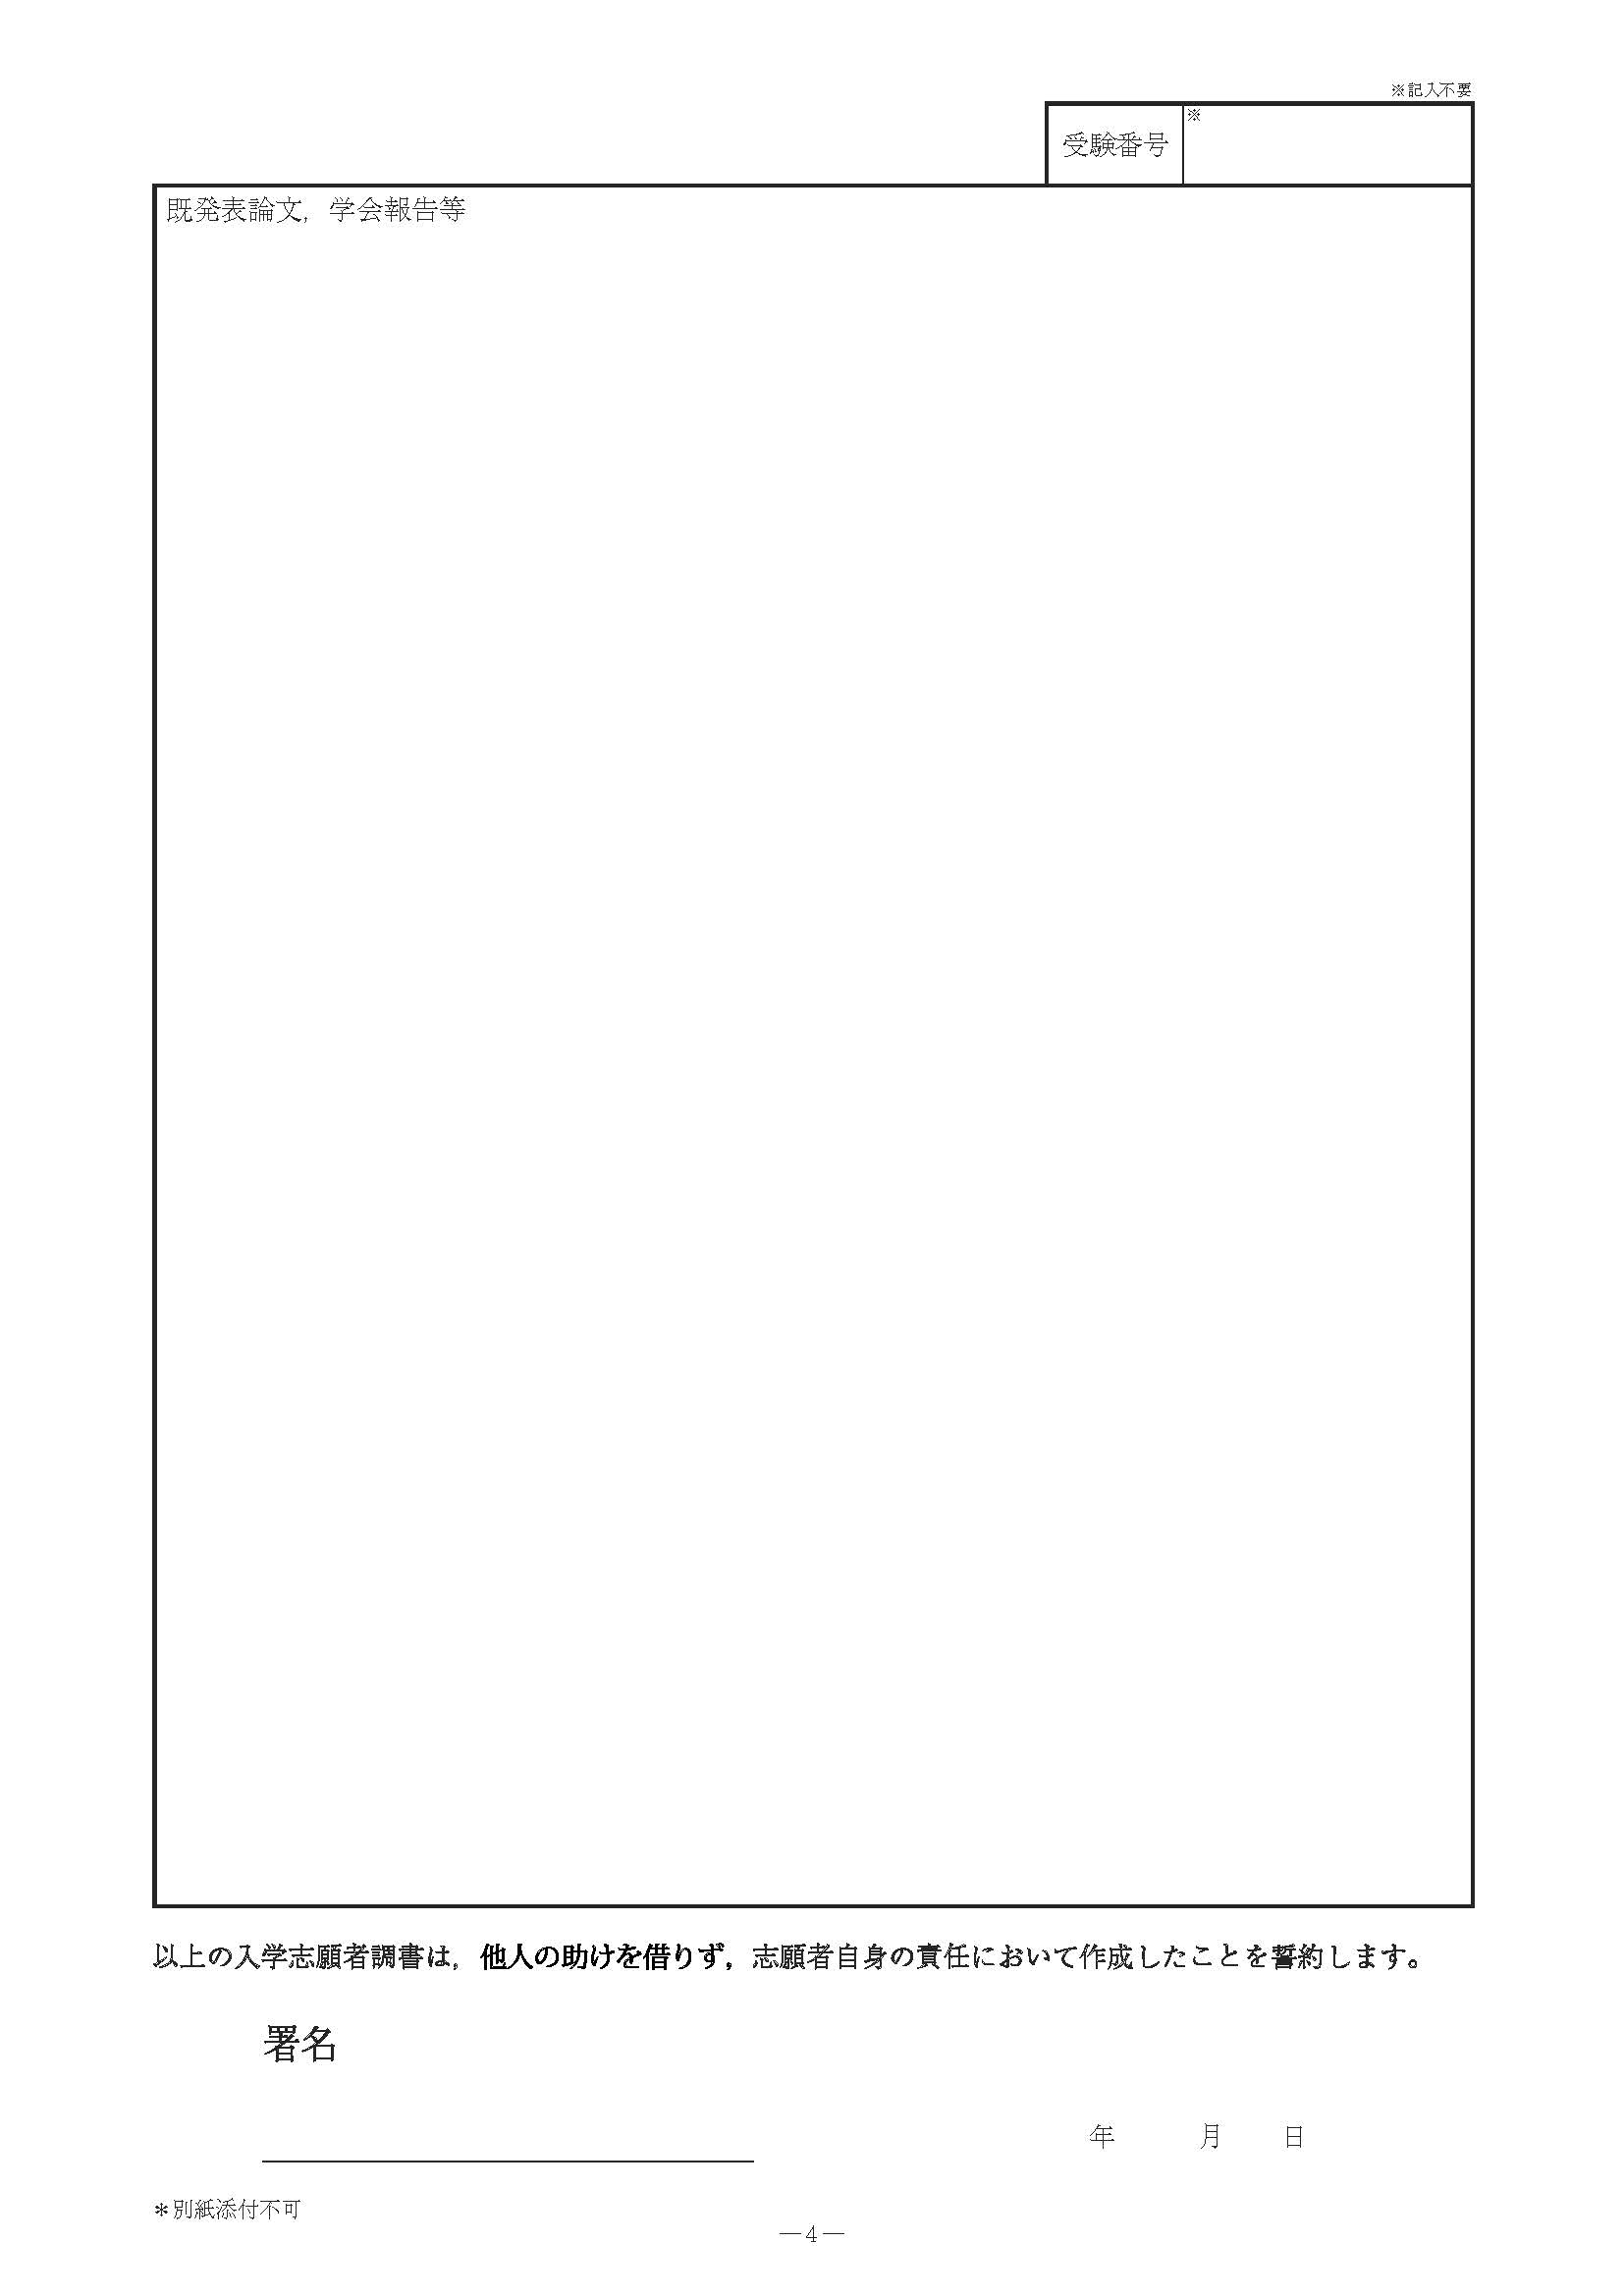 ※記入不要
受験番号
※
既発表論文，学会報告等
以上の入学志願者調書は，他人の助けを借りず，志願者自身の責任において作成したことを誓約します。
署名
年 月 日
＊別紙添付不可
―4―